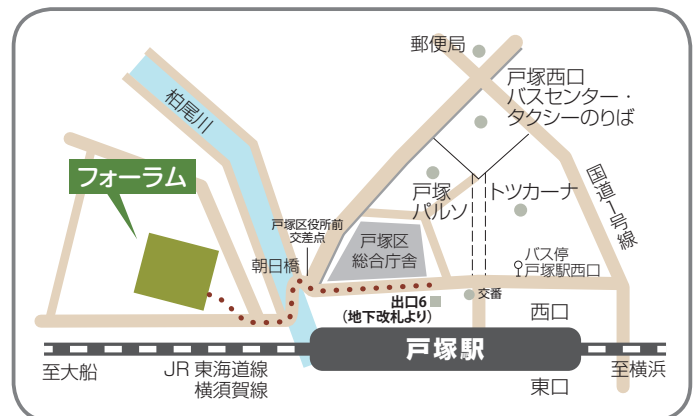 郵便局
戸塚西口
バスセンター・
タクシーのりば
柏尾川
フォーラム
戸塚
パルソ
トツカーナ
国道1号線
戸塚区役所前
交差点
戸塚区
総合庁舎
朝日橋
バス停
戸塚駅西口
出口6
(地下改札より)
交番
西口
戸塚駅
至大船
JR 東海道線
横須賀線
至横浜
東口